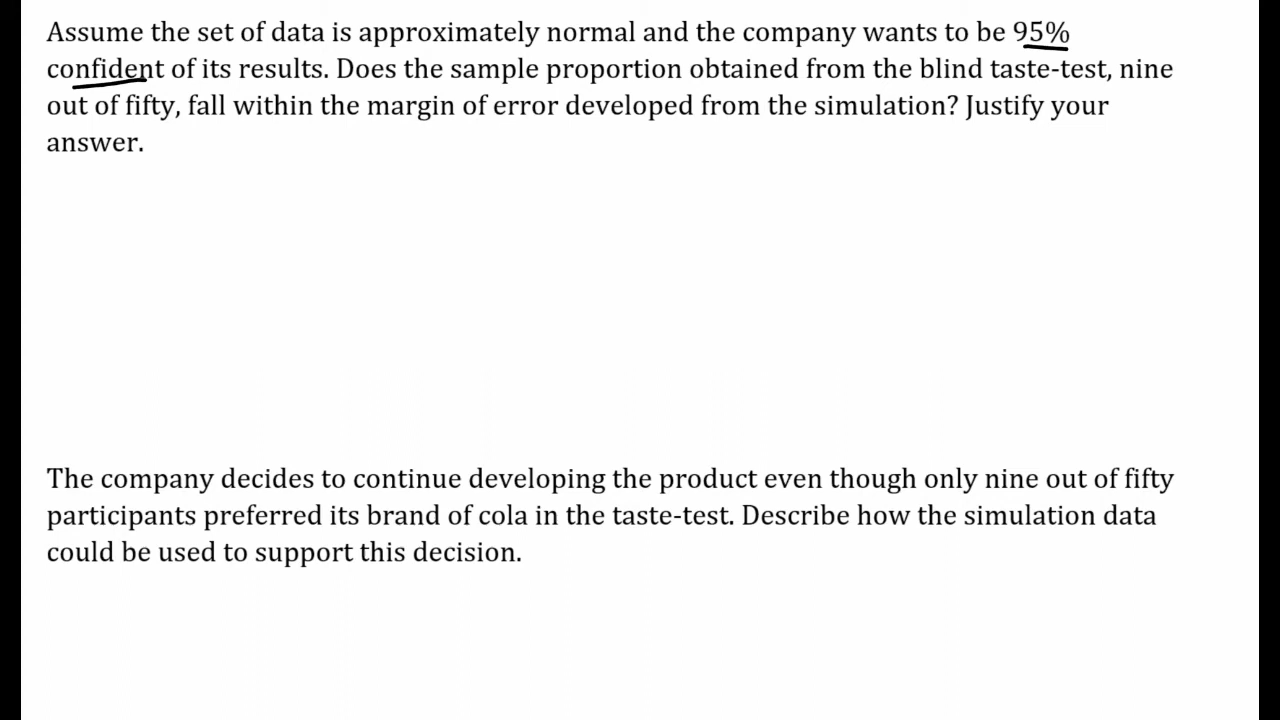 Assume the set of data is approximately normal and the company wants to be 95%
confident of its results. Does the sample proportion obtained from the blind taste-test, nine
out of fifty, fall within the margin of error developed from the simulation? Justify your
answer.
The company decides to continue developing the product even though only nine out of fifty
participants preferred its brand of cola in the taste-test. Describe how the simulation data
could be used to support this decision.